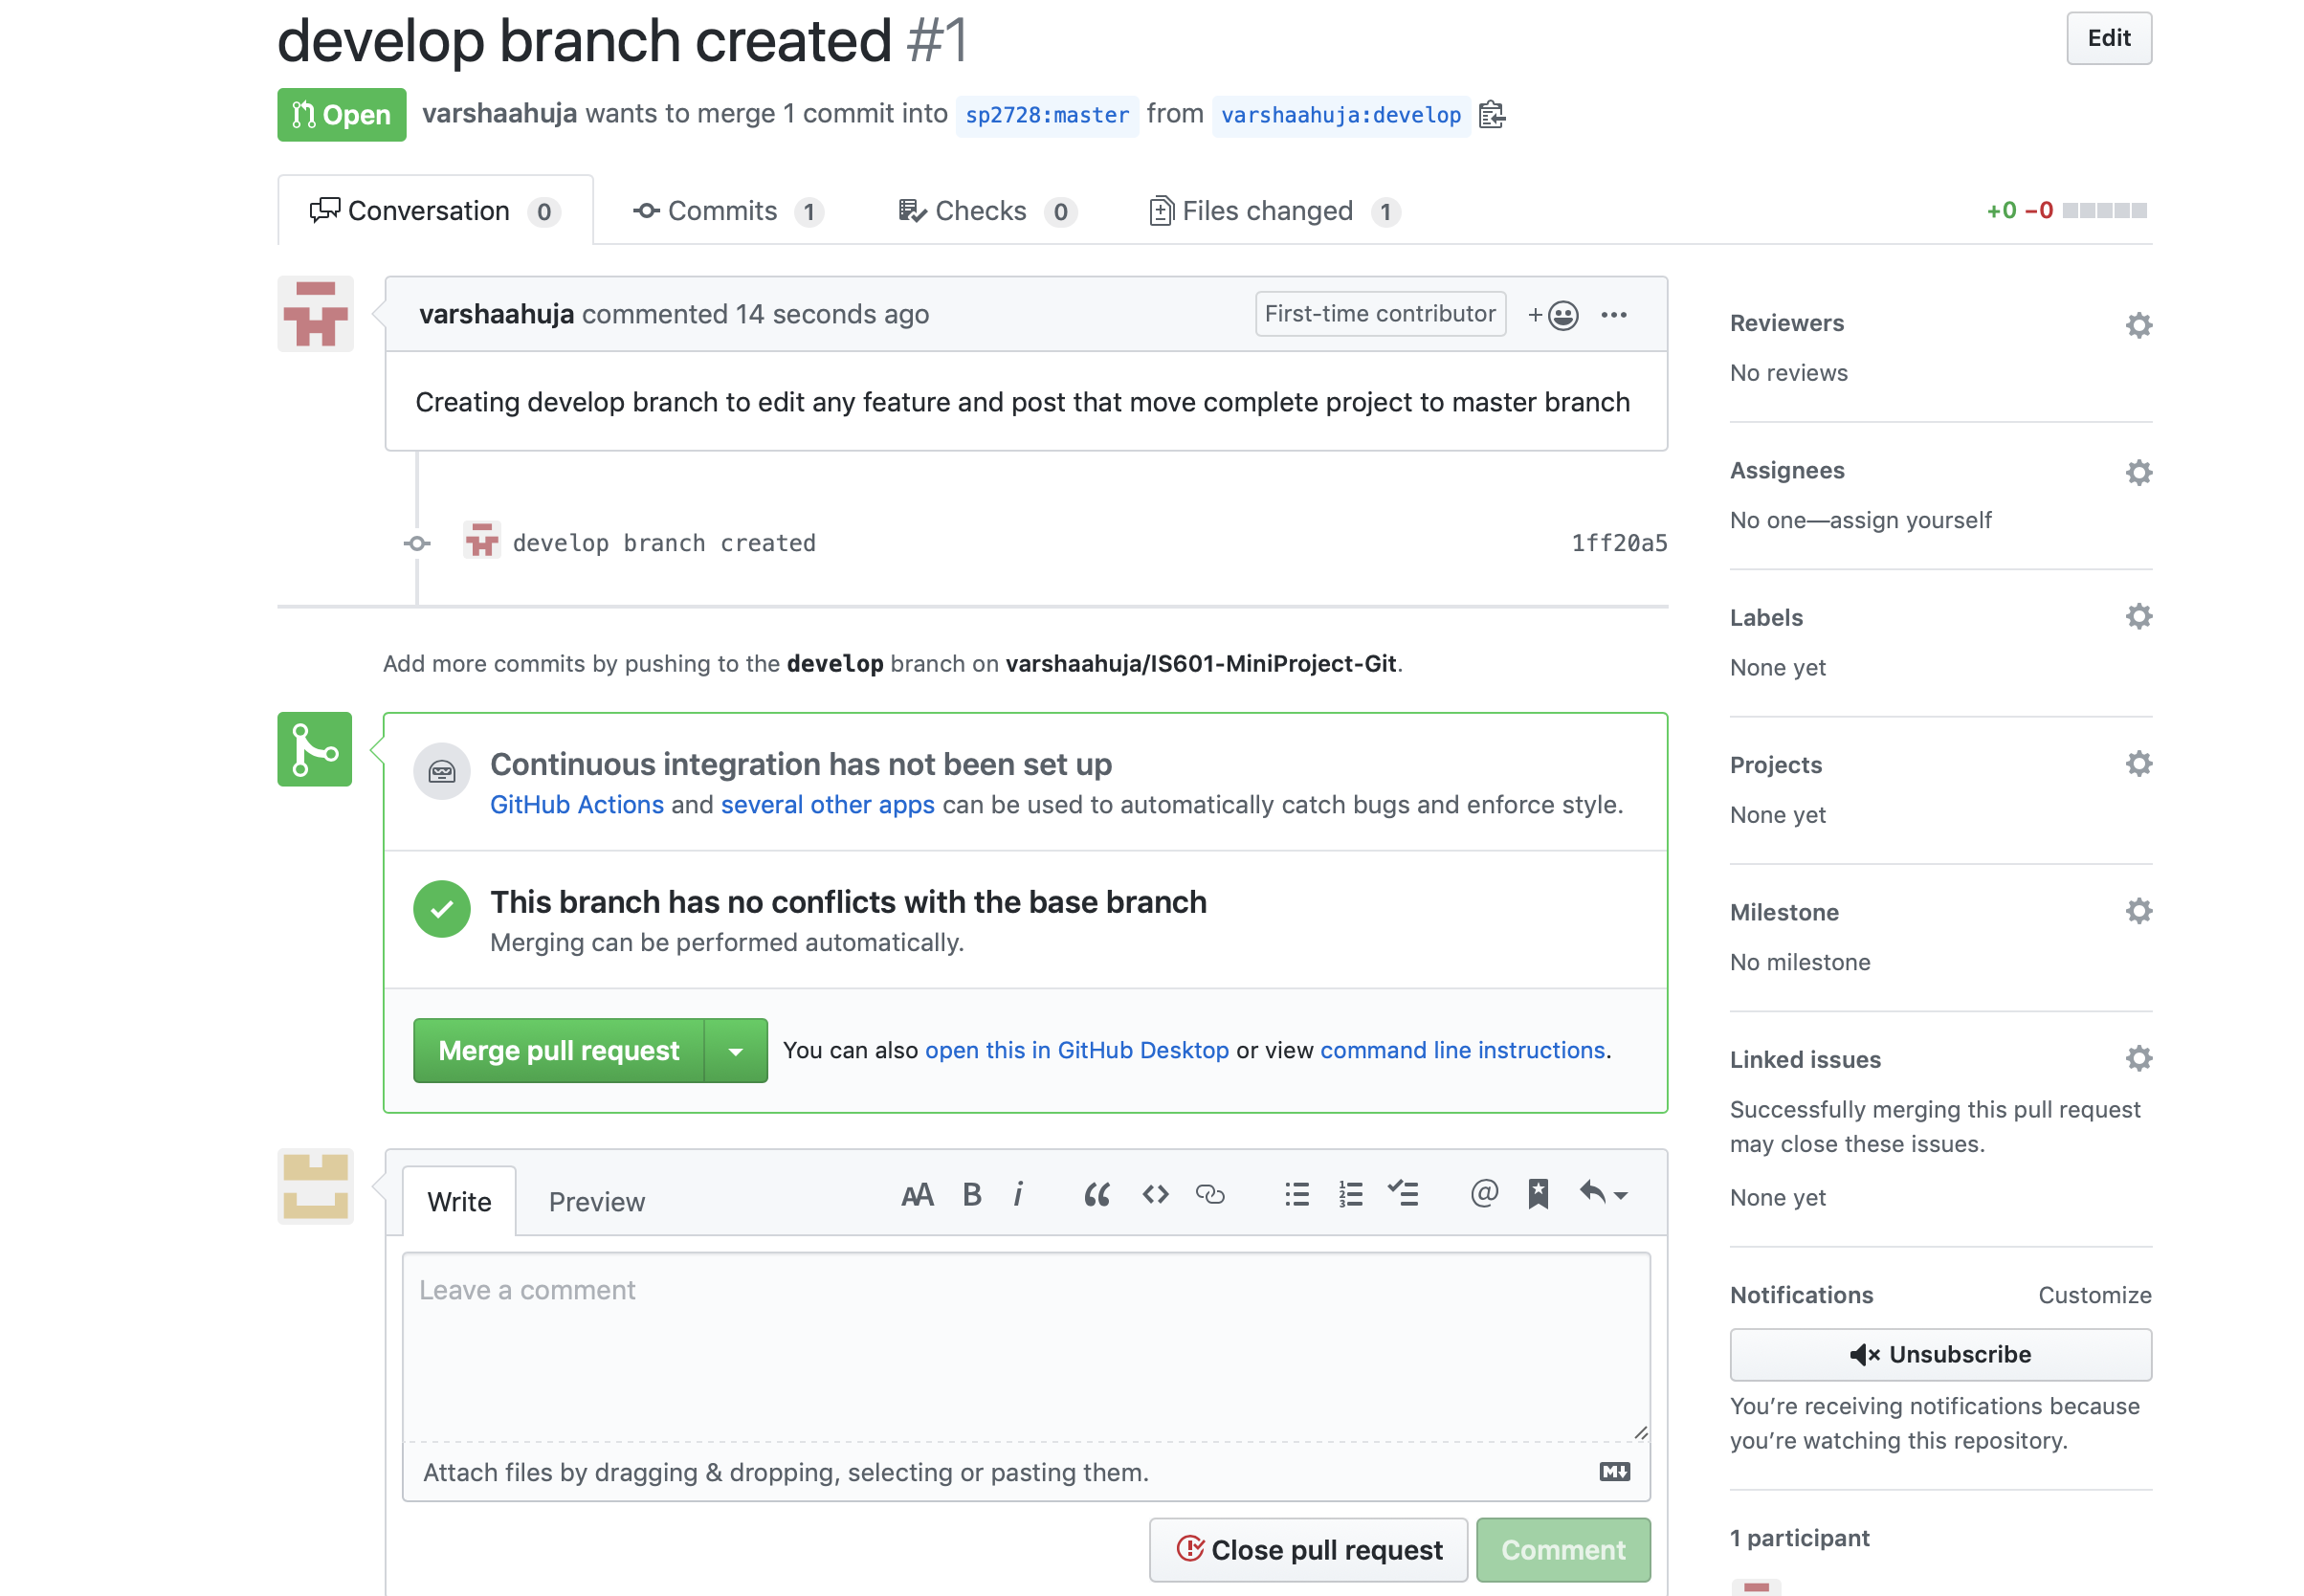 develop branch created #1
Edit
Open
varshaahuja wants to merge 1 commit into sp2728:master from varshaahuja:develop
Conversation 0
Commits 1
Checks 0
Files changed 1
+0 −0
varshaahuja commented 14 seconds ago
First-time contributor
Creating develop branch to edit any feature and post that move complete project to master branch
develop branch created
1ff20a5
Add more commits by pushing to the develop branch on varshaahuja/IS601-MiniProject-Git.
Continuous integration has not been set up
GitHub Actions and several other apps can be used to automatically catch bugs and enforce style.
This branch has no conflicts with the base branch
Merging can be performed automatically.
Merge pull request
You can also open this in GitHub Desktop or view command line instructions.
Write
Preview
Leave a comment
Attach files by dragging & dropping, selecting or pasting them.
Close pull request
Comment
Reviewers
No reviews
Assignees
No one—assign yourself
Labels
None yet
Projects
None yet
Milestone
No milestone
Linked issues
Successfully merging this pull request
may close these issues.
None yet
Notifications
Customize
Unsubscribe
You’re receiving notifications because
you’re watching this repository.
1 participant